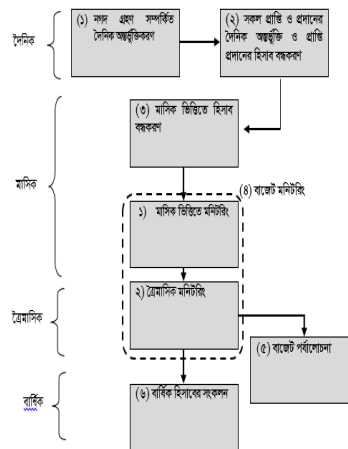 দৈনিক
(১) নগদ গ্রহণ সম্পর্কিত
দৈনিক অন্তর্ভুক্তিকরণ
(২) সকল প্রাপ্তি ও প্রদানের
দৈনিক অন্তর্ভুক্তি ও প্রাপ্তি
প্রদানের হিসাব বন্ধকরণ
মাসিক
(৩) মাসিক ভিত্তিতে হিসাব
বন্ধকরণ
(৪) বাজেট মনিটরিং
১) মাসিক ভিত্তিতে মনিটরিং
ত্রৈমাসিক
২) ত্রৈমাসিক মনিটরিং
(৫) বাজেট পর্যালোচনা
বার্ষিক
(৬) বার্ষিক হিসাবের সংকলন